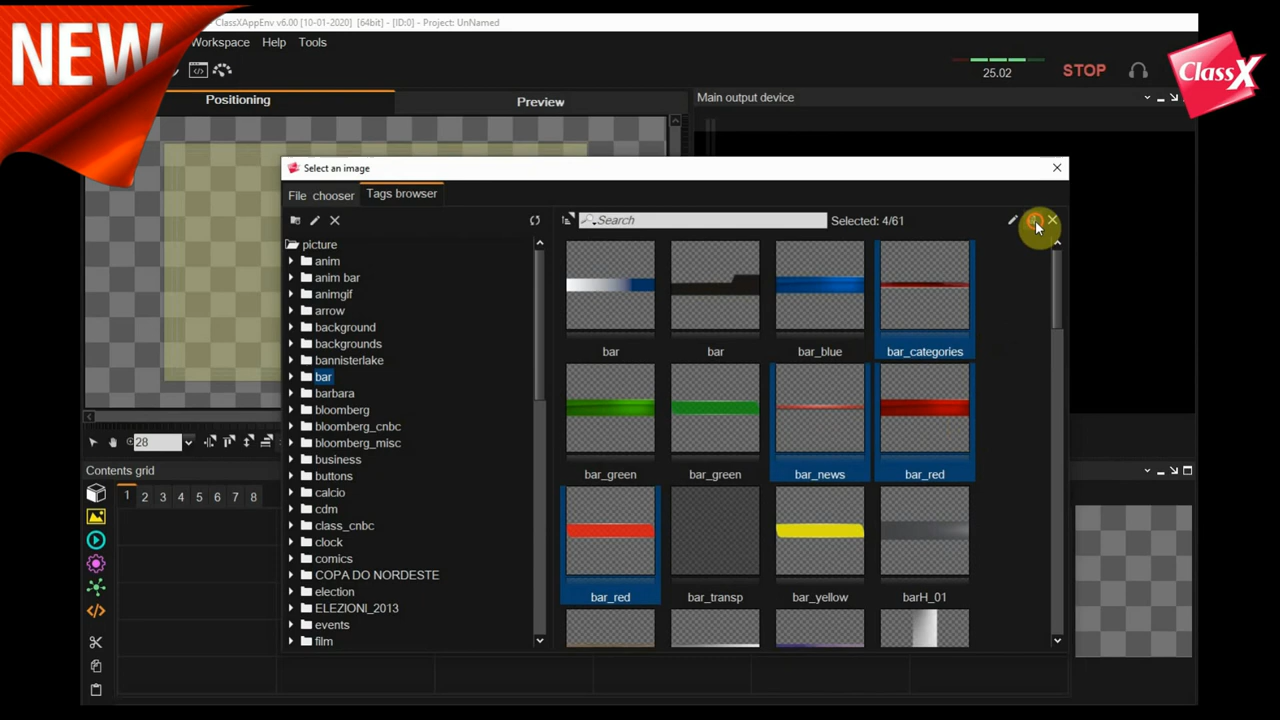 NEW
ClassXAppEnv v6.00 [10-01-2020] [64bit] - [ID:0] - Project: UnNamed
Workspace Help Tools
25.02
STOP
ClassX
Positioning
Preview
Main output device
Select an image
File chooser
Tags browser
Search
Selected: 4/61
picture
anim
anim bar
animgif
arrow
background
backgrounds
bannisterlake
bar
barbara
bloomberg
bloomberg_cnbc
bloomberg_misc
business
buttons
calcio
cdm
class_cnbc
clock
comics
COPA DO NORDESTE
election
ELEZIONI_2013
events
film
bar bar bar_blue bar_categories
bar_green bar_green bar_news bar_red
bar_red bar_transp bar_yellow barH_01
28
Contents grid
1 2 3 4 5 6 7 8